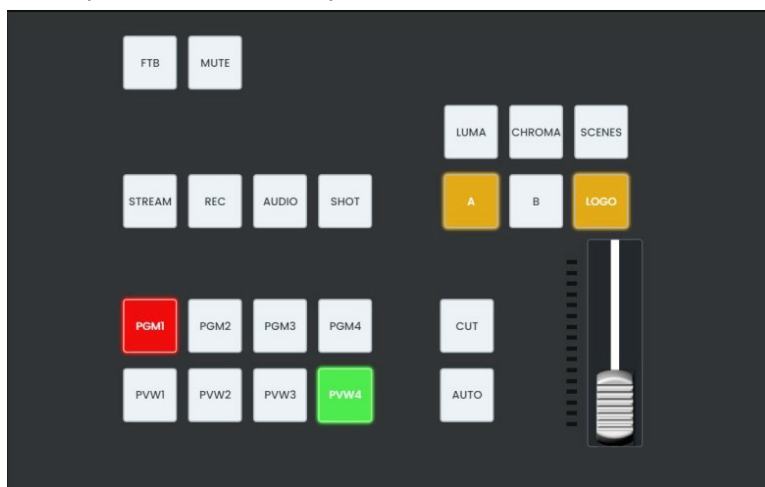 FTB MUTE
LUMA CHROMA SCENES
STREAM REC AUDIO SHOT A B LOGO
PGM1 PGM2 PGM3 PGM4 CUT
PVW1 PVW2 PVW3 PVW4 AUTO